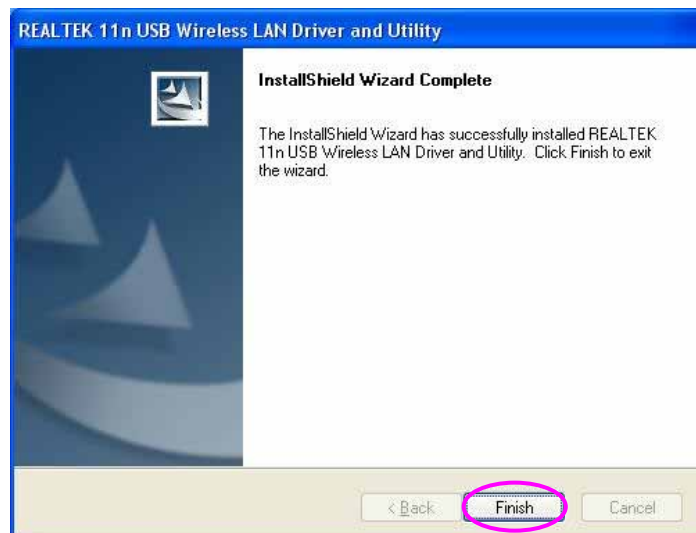 REALTEK 11n USB Wireless LAN Driver and Utility
InstallShield Wizard Complete
The InstallShield Wizard has successfully installed REALTEK
11n USB Wireless LAN Driver and Utility. Click Finish to exit
the wizard.
< Back Finish Cancel